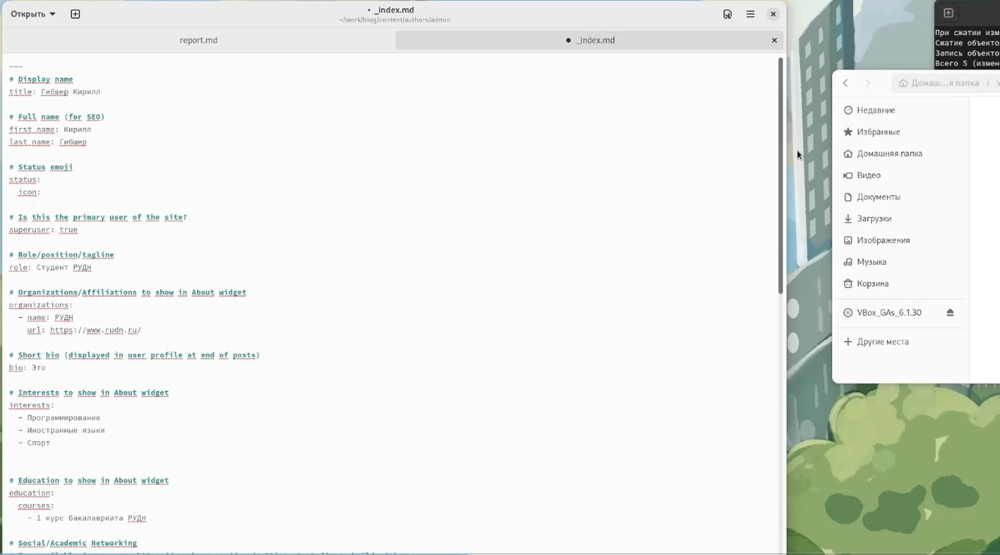 Открыть
• _index.md
~/work/blog/content/authors/admin
report.md
● _index.md
---
# Display name
title: Гибшер Кирилл
# Full name (for SEO)
first_name: Кирилл
last_name: Гибшер
# Status emoji
status:
icon:
# Is this the primary user of the site?
superuser: true
# Role/position/tagline
role: Студент РУДН
# Organizations/Affiliations to show in About widget
organizations:
- name: РУДН
url: https://www.rudn.ru/
# Short bio (displayed in user profile at end of posts)
bio: Это
# Interests to show in About widget
interests:
- Программирование
- Иностранные языки
- Спорт
# Education to show in About widget
education:
courses:
- 1 курс бакалавриата РУДН
# Social/Academic Networking
При сжатии изм
Сжатие объекто
Запись объекто
Всего 5 (измен
Домаш...я папка /
Недавние
Избранные
Домашняя папка
Видео
Документы
Загрузки
Изображения
Музыка
Корзина
VBox_GAs_6.1.30
+ Другие места